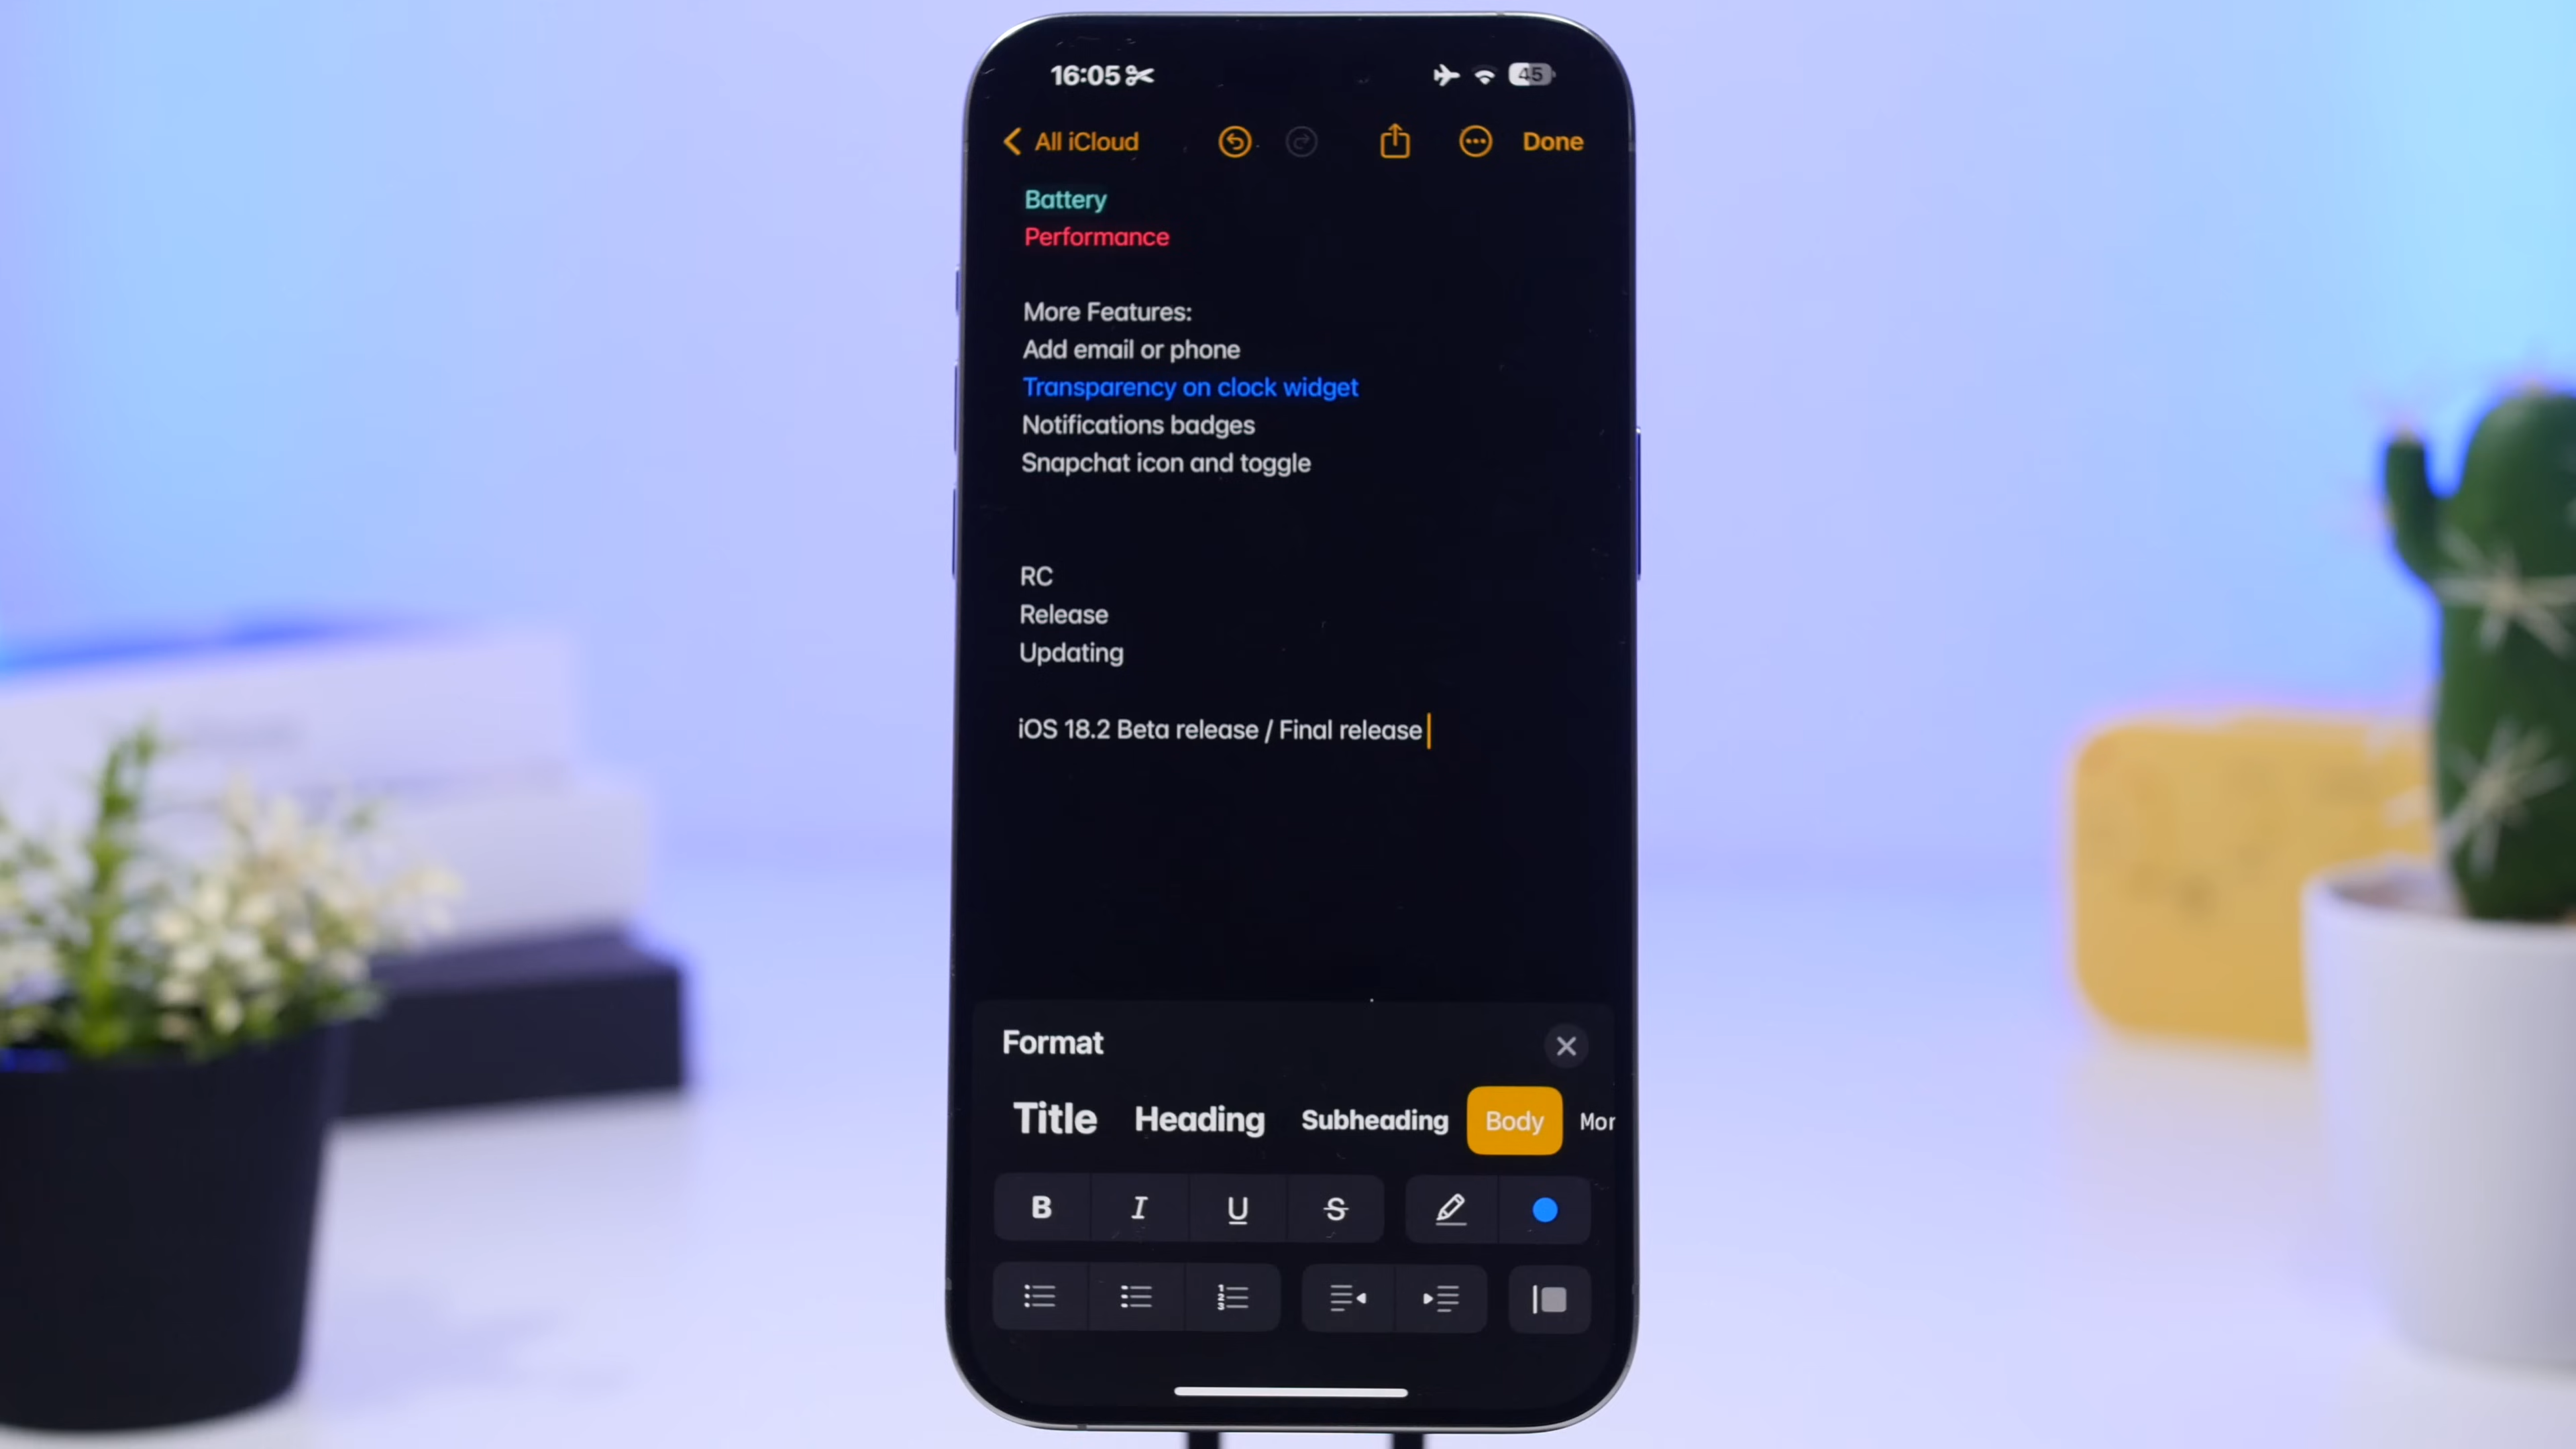 16:05
45
All iCloud
Done
Battery
Performance
More Features:
Add email or phone
Transparency on clock widget
Notifications badges
Snapchat icon and toggle
RC
Release
Updating
iOS 18.2 Beta release / Final release
Format
Title Heading Subheading Body Mor
B I U S